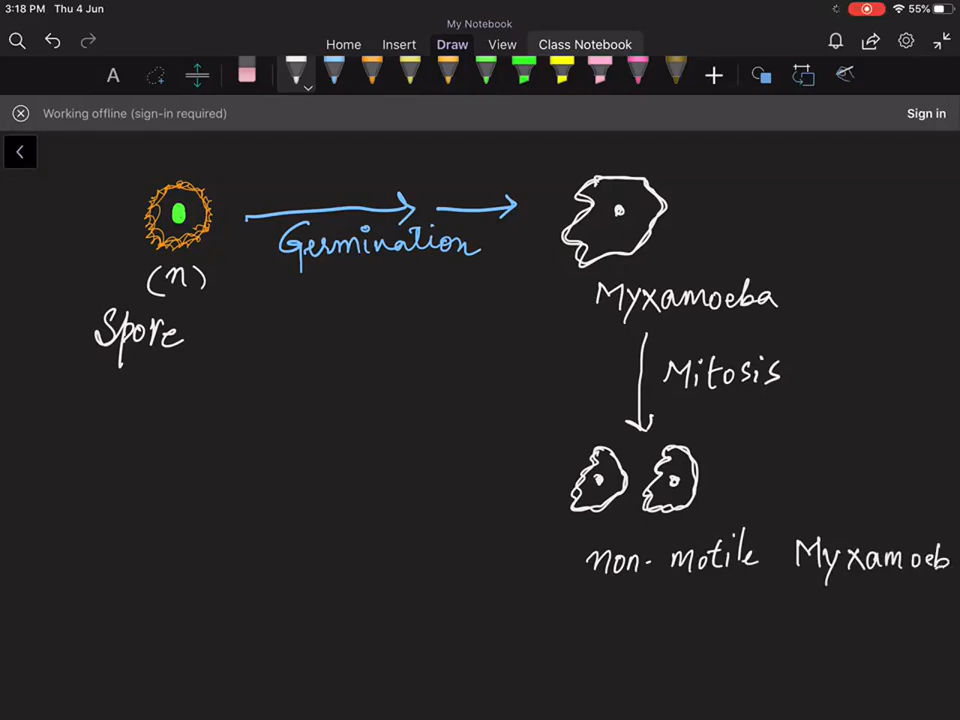 3:18 PM Thu 4 Jun
55%
My Notebook
Home Insert Draw View Class Notebook
A
Working offline (sign-in required)
Sign in
Germination
(n)
Spore
Myxamoeba
Mitosis
non-motile Myxamoeb